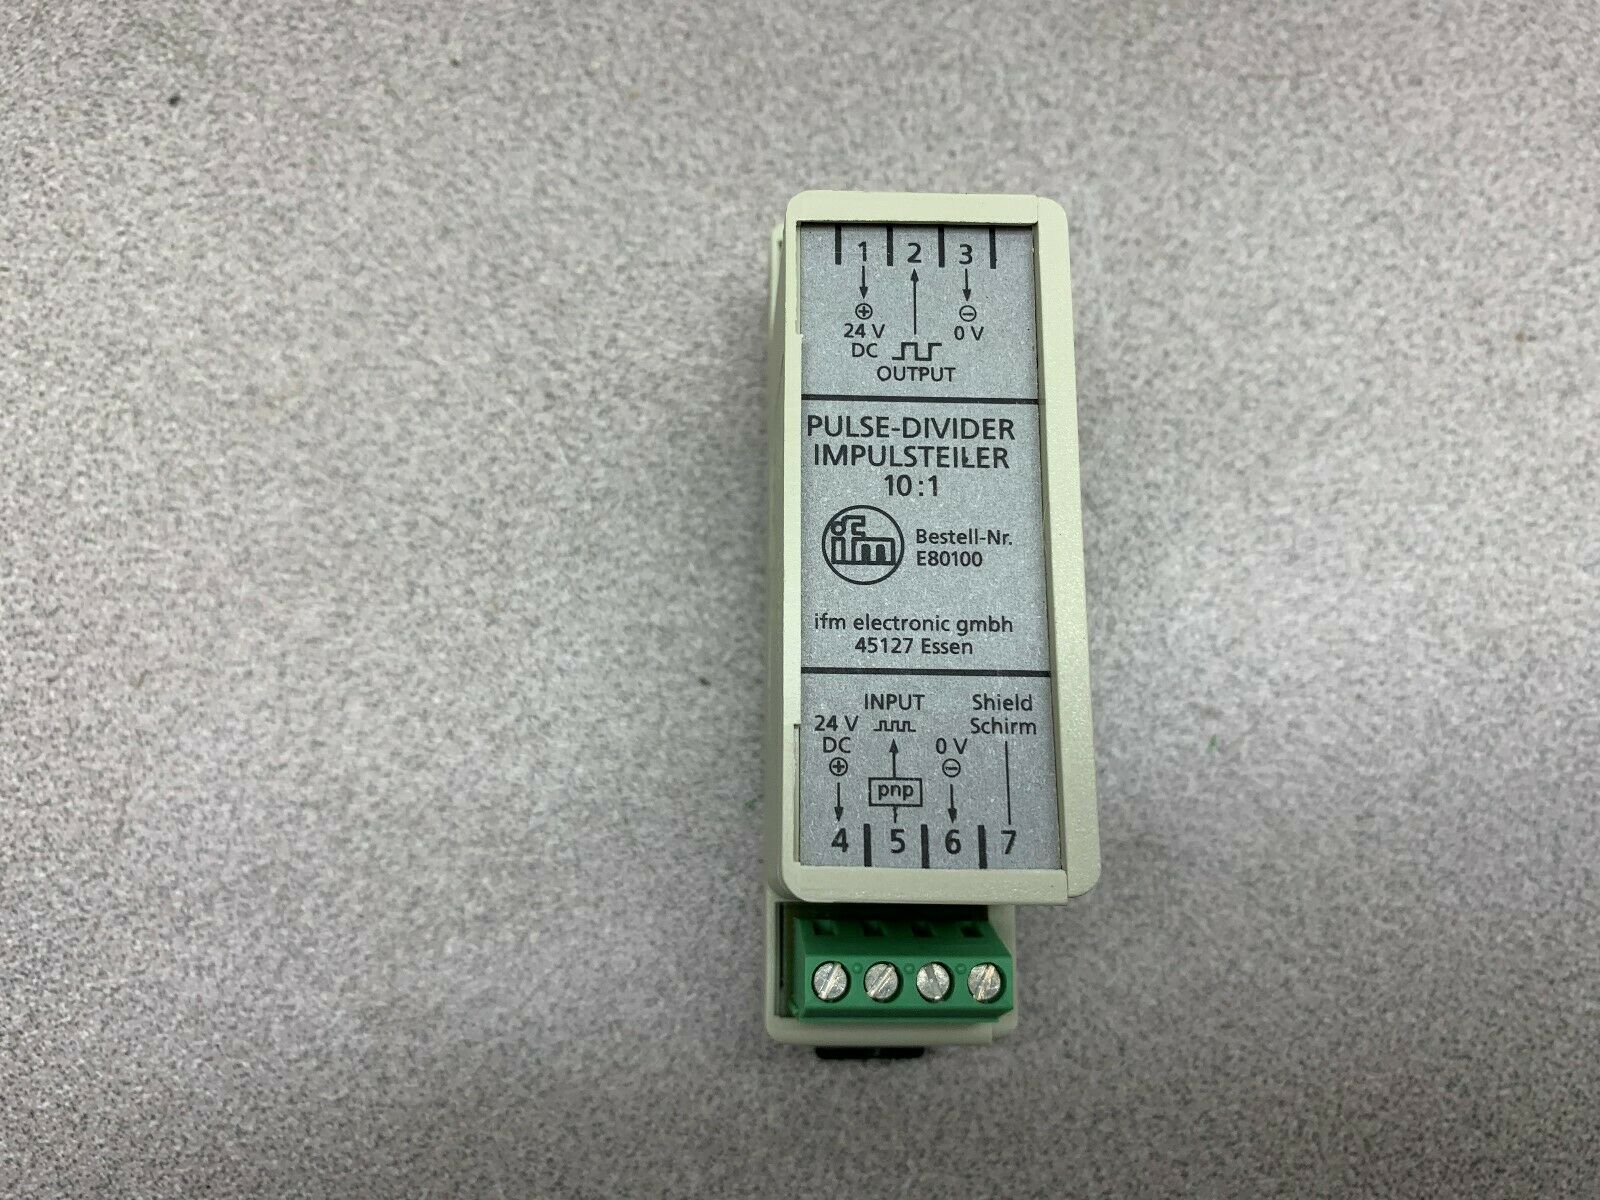 1 2 3
24 V
DC
0 V
OUTPUT
PULSE-DIVIDER
IMPULSTEILER
10:1
ifm
Bestell-Nr.
E80100
ifm electronic gmbh
45127 Essen
INPUT
24 V
DC
0 V
Shield
Schirm
pnp
4 5 6 7